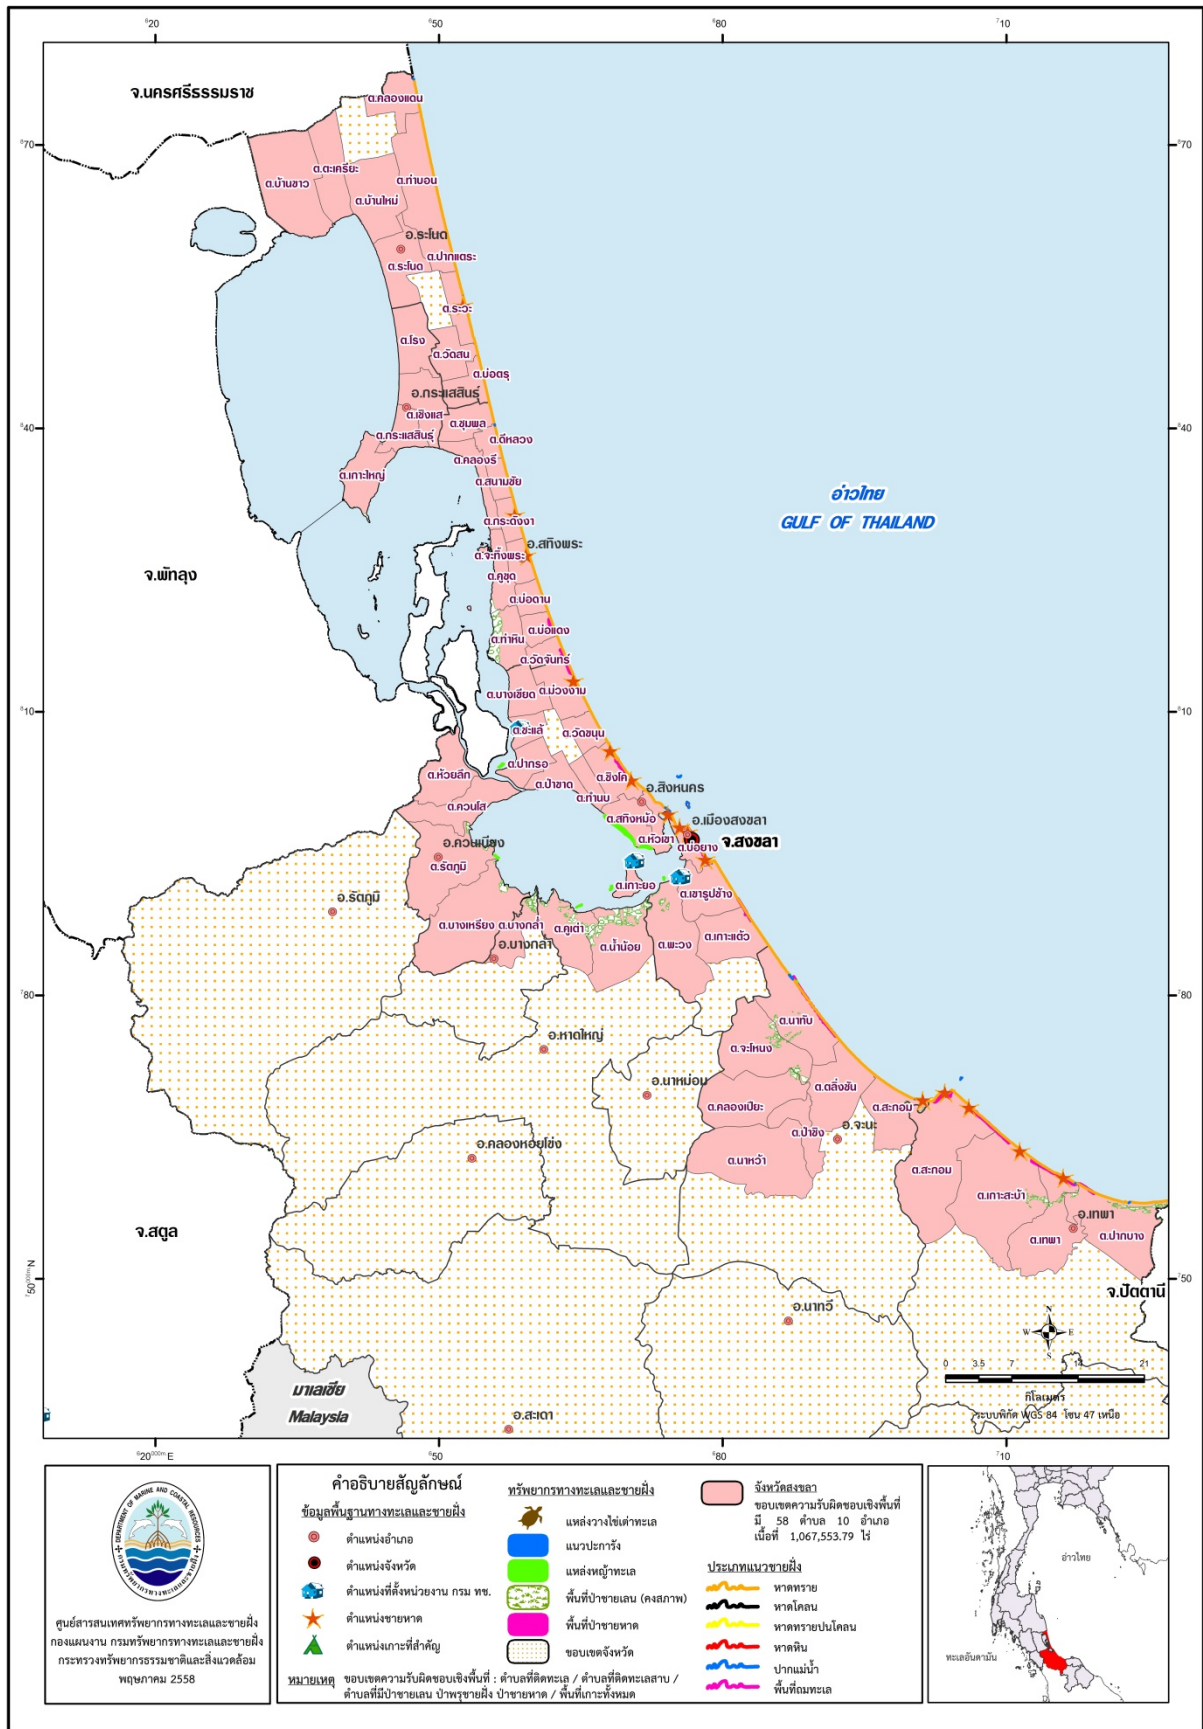 ⁶20
⁶50
⁶80
⁷10
จ.นครศรีธรรมราช
ต.คลองแดน
⁸70
⁸70
ต.ตะเครียะ
ต.บ้านขาว
ต.ท่าบอน
ต.บ้านใหม่
อ.ระโนด
ต.ปากแตระ
ต.ระโนด
ต.ระวะ
ต.โรง
ต.วัดสน
ต.บ่อตรุ
อ.กระแสสินธุ์
ต.เชิงแส
ต.ชุมพล
⁸40
⁸40
ต.กระแสสินธุ์
ต.ดีหลวง
ต.คลองรี
ต.เกาะใหญ่
ต.สนามชัย
อ่าวไทย
GULF OF THAILAND
ต.กระดังงา
อ.สทิงพระ
ต.จะทิ้งพระ
จ.พัทลุง
ต.คูขุด
ต.บ่อดาน
ต.บ่อแดง
ต.ท่าหิน
ต.วัดจันทร์
ต.บางเขียด
ต.ม่วงงาม
⁸10
⁸10
ต.ชะแล้
ต.วัดขนุน
ต.ปากรอ
ต.ห้วยลึก
ต.ป่าขาด
ต.ชิงโค
อ.สิงหนคร
ต.ทำนบ
ต.ควนโส
ต.สทิงหม้อ
อ.เมืองสงขลา
ต.หัวเขา
จ.สงขลา
อ.ควนเนียง
ต.บ่อยาง
ต.รัตภูมิ
ต.เกาะยอ
ต.เขารูปช้าง
อ.รัตภูมิ
ต.บางเหรียง
ต.บางกล่ำ
ต.คูเต่า
ต.เกาะแต้ว
อ.บางกล่ำ
ต.น้ำน้อย
ต.พะวง
⁷80
⁷80
ต.นาทับ
อ.หาดใหญ่
ต.จะโหนง
อ.นาหม่อม
ต.ตลิ่งชัน
ต.คลองเปียะ
ต.สะกอม
ต.ป่าชิง
อ.จะนะ
อ.คลองหอยโข่ง
ต.นาหว้า
ต.สะกอม
ต.เกาะสะบ้า
จ.สตูล
อ.เทพา
ต.เทพา
ต.ปากบาง
⁷50⁰⁰⁰ᵐ N
⁷50
จ.ปัตตานี
อ.นาทวี
N
W
E
S
0 3.5 7 14 21
กิโลเมตร
ระบบพิกัด WGS 84 โซน 47 เหนือ
มาเลเซีย
Malaysia
อ.สะเดา
⁶20⁰⁰⁰ᵐ E
⁶50
⁶80
⁷10
DEPARTMENT OF MARINE AND COASTAL RESOURCES
กรมทรัพยากรทางทะเลและชายฝั่ง
ศูนย์สารสนเทศทรัพยากรทางทะเลและชายฝั่ง
กองแผนงาน กรมทรัพยากรทางทะเลและชายฝั่ง
กระทรวงทรัพยากรธรรมชาติและสิ่งแวดล้อม
พฤษภาคม 2558
คำอธิบายสัญลักษณ์
ข้อมูลพื้นฐานทางทะเลและชายฝั่ง
ตำแหน่งอำเภอ
ตำแหน่งจังหวัด
ตำแหน่งที่ตั้งหน่วยงาน กรม ทช.
ตำแหน่งชายหาด
ตำแหน่งเกาะที่สำคัญ
ทรัพยากรทางทะเลและชายฝั่ง
แหล่งวางไข่เต่าทะเล
แนวปะการัง
แหล่งหญ้าทะเล
พื้นที่ป่าชายเลน (คงสภาพ)
พื้นที่ป่าชายหาด
ขอบเขตจังหวัด
จังหวัดสงขลา
ขอบเขตความรับผิดชอบเชิงพื้นที่
มี 58 ตำบล 10 อำเภอ
เนื้อที่ 1,067,553.79 ไร่
ประเภทแนวชายฝั่ง
หาดทราย
หาดโคลน
หาดทรายปนโคลน
หาดหิน
ปากแม่น้ำ
พื้นที่ถมทะเล
หมายเหตุ ขอบเขตความรับผิดชอบเชิงพื้นที่ : ตำบลที่ติดทะเล / ตำบลที่ติดทะเลสาบ /
ตำบลที่มีป่าชายเลน ป่าพรุชายฝั่ง ป่าชายหาด / พื้นที่เกาะทั้งหมด
อ่าวไทย
ทะเลอันดามัน